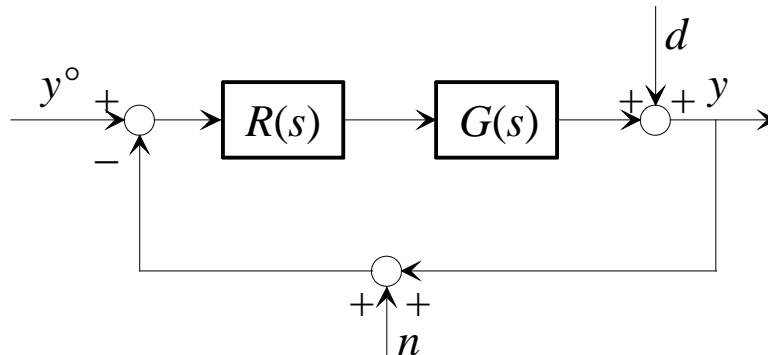 d
y° + + + y
R(s) G(s)
−
+ +
n